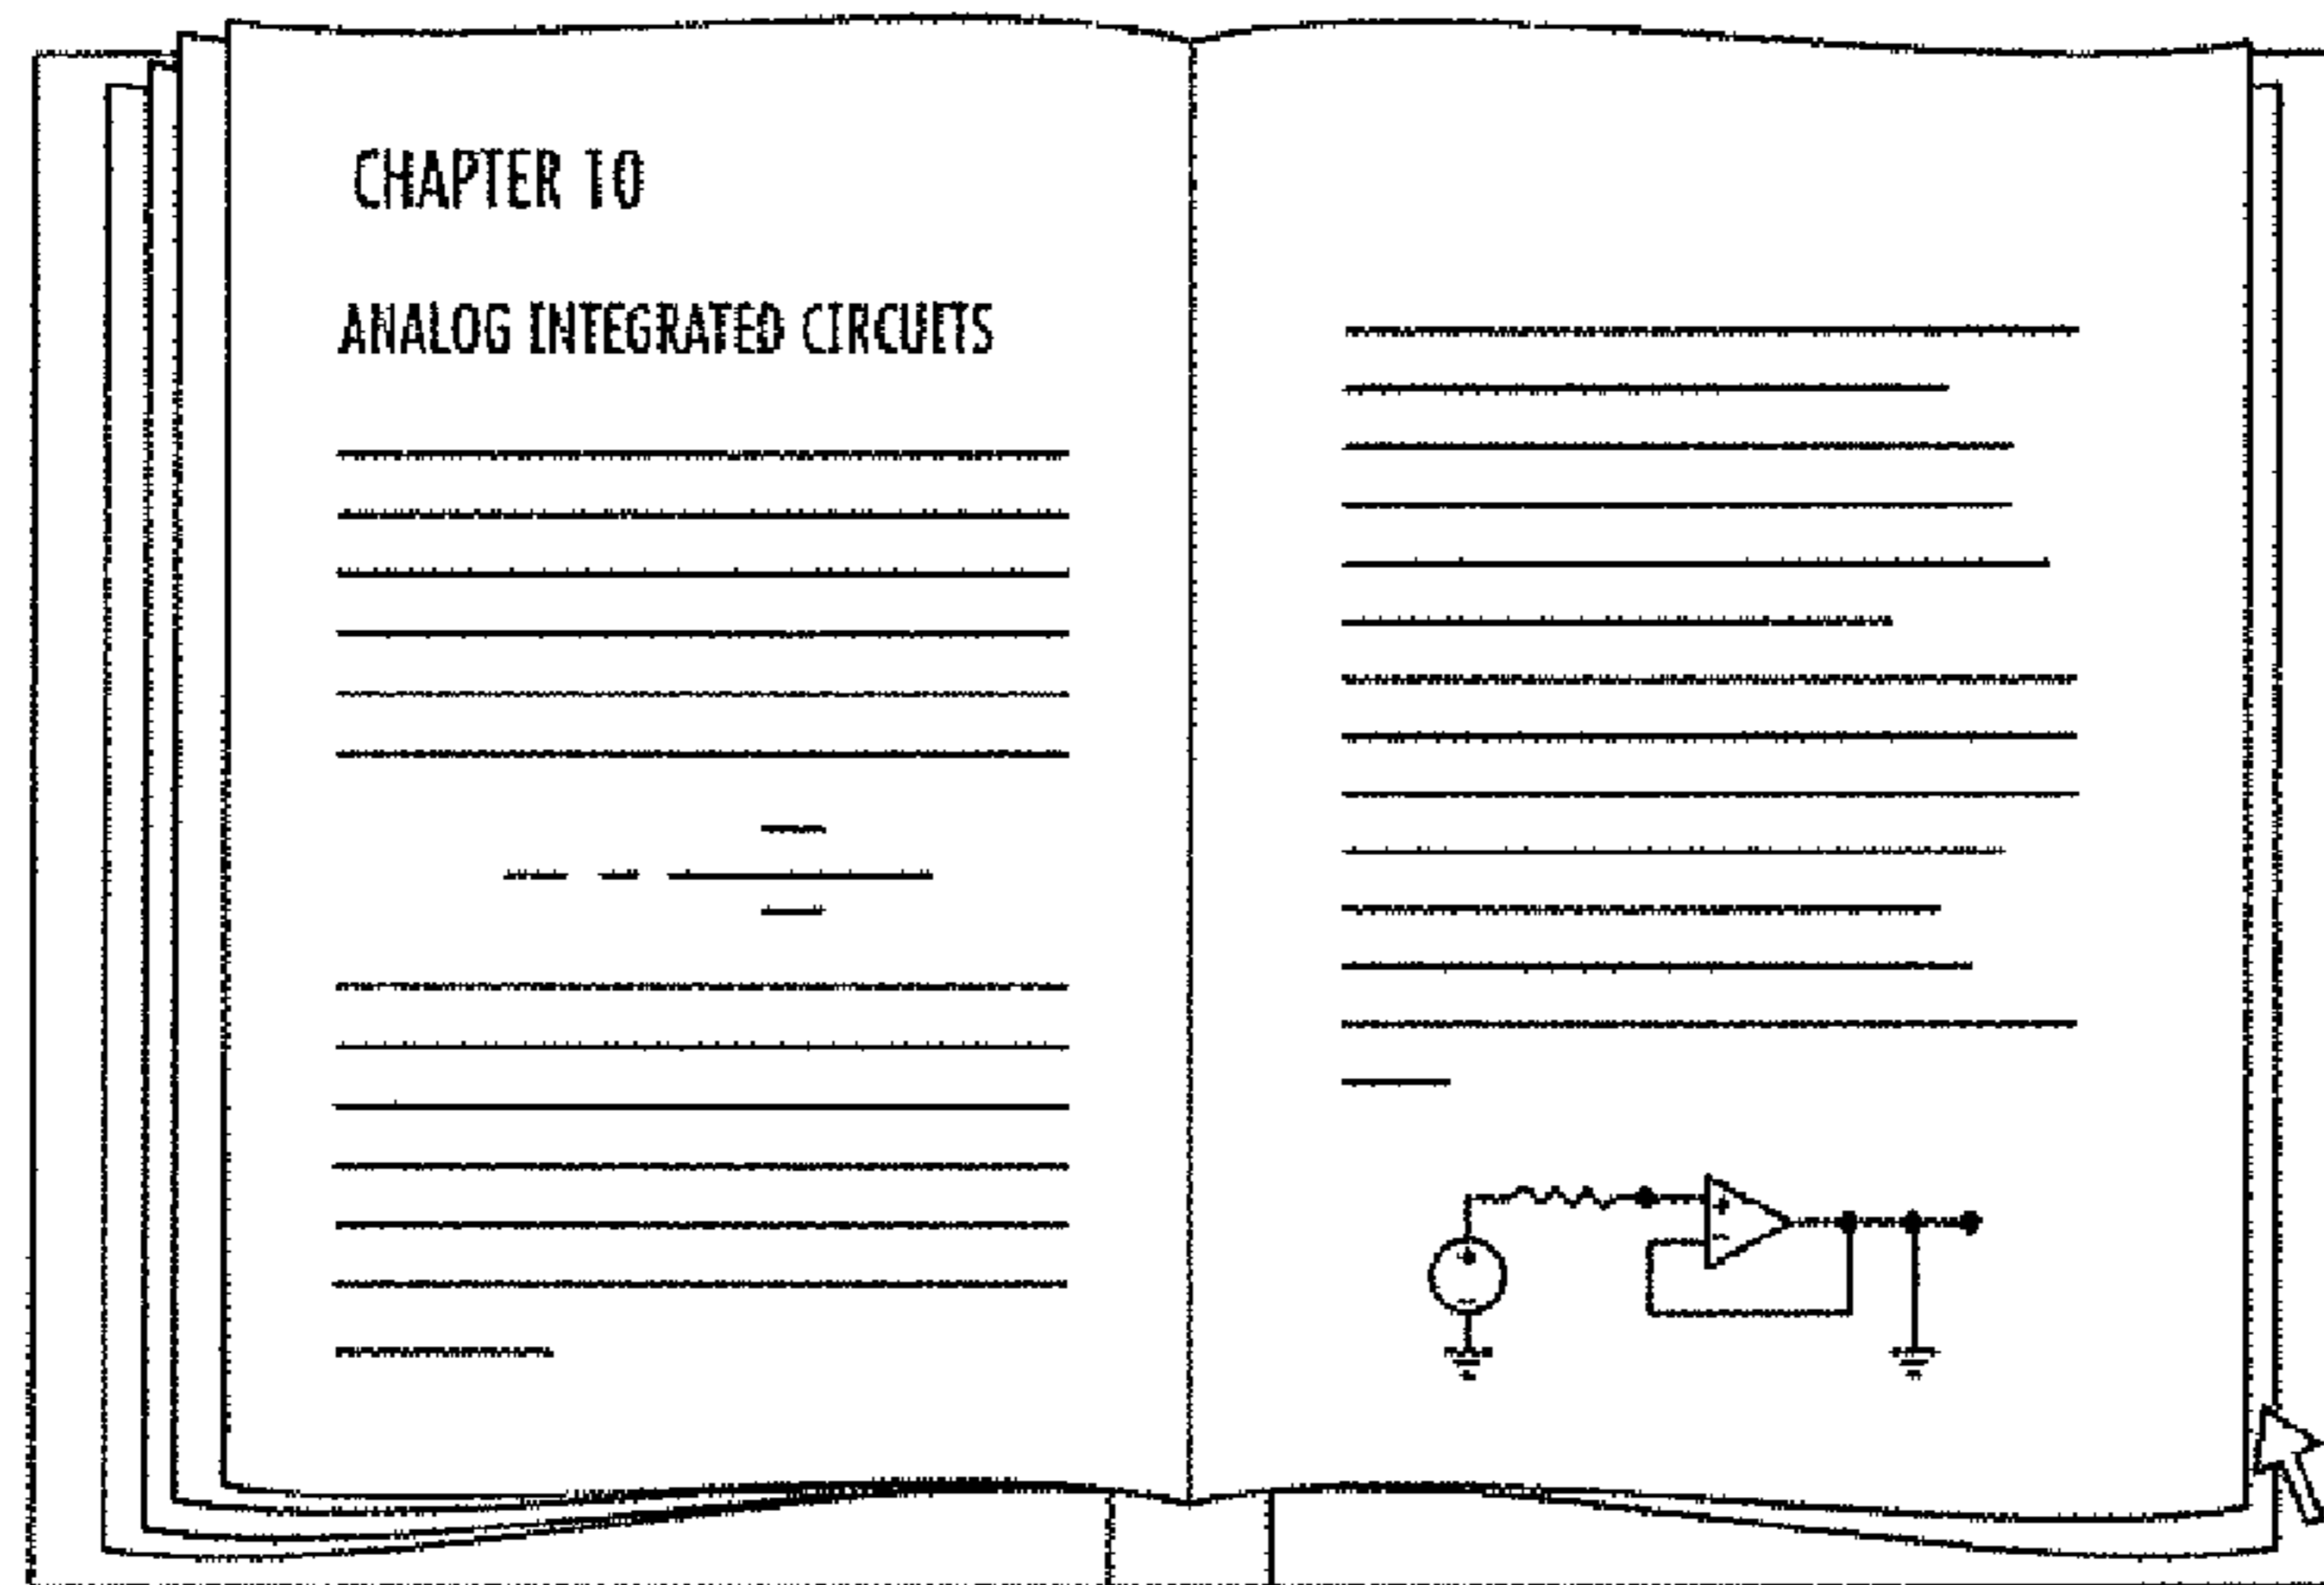 CHAPTER 10
ANALOG INTEGRATED CIRCUITS
+
-
+
-